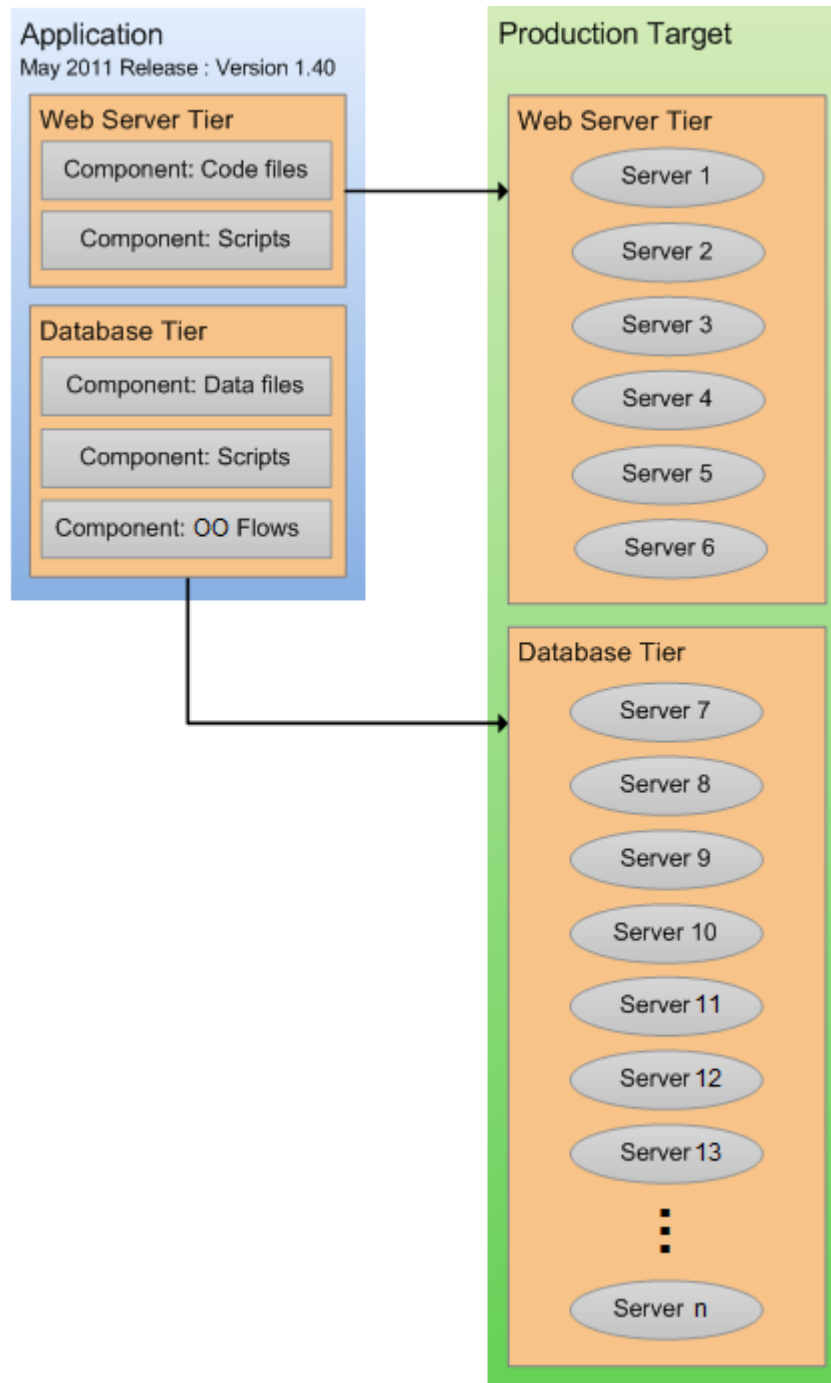 Application
May 2011 Release : Version 1.40
Web Server Tier
Component: Code files
Component: Scripts
Database Tier
Component: Data files
Component: Scripts
Component: OO Flows
Production Target
Web Server Tier
Server 1
Server 2
Server 3
Server 4
Server 5
Server 6
Database Tier
Server 7
Server 8
Server 9
Server 10
Server 11
Server 12
Server 13
Server n